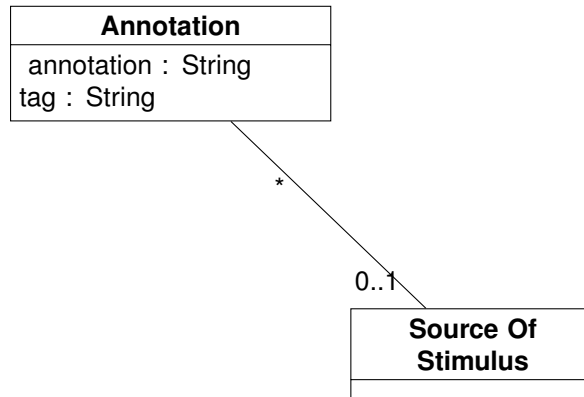 Annotation
annotation : String
tag : String
*
0..1
Source Of
Stimulus